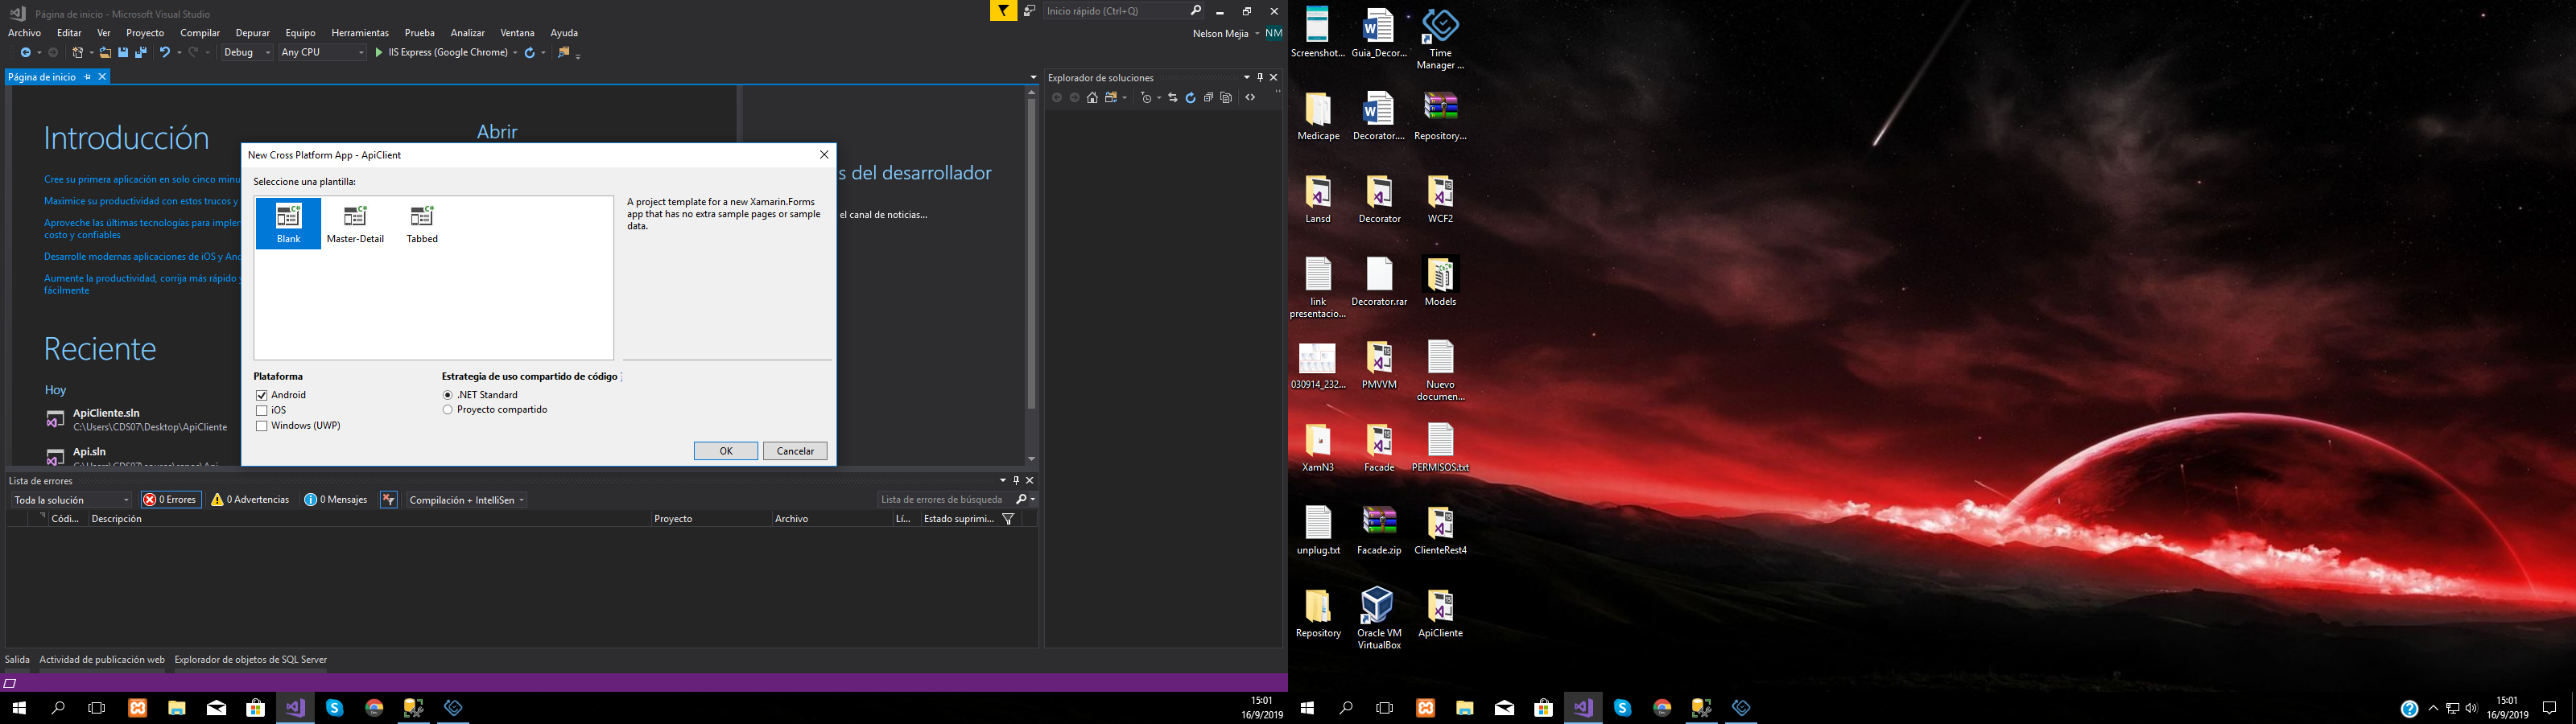 Página de inicio - Microsoft Visual Studio
Inicio rápido (Ctrl+Q)
Archivo Editar Ver Proyecto Compilar Depurar Equipo Herramientas Prueba Analizar Ventana Ayuda
Nelson Mejia NM
Debug Any CPU IIS Express (Google Chrome)
Página de inicio
Introducción
Cree su primera aplicación en solo cinco minu
Maximice su productividad con estos trucos y
Aproveche las últimas tecnologías para impler
costo y confiables
Desarrolle modernas aplicaciones de iOS y And
Aumente la productividad, corrija más rápido y
fácilmente
Reciente
Hoy
ApiCliente.sln
C:\Users\CDS07\Desktop\ApiCliente
Api.sln
Abrir
s del desarrollador
el canal de noticias...
New Cross Platform App - ApiClient
Seleccione una plantilla:
Blank
Master-Detail
Tabbed
A project template for a new Xamarin.Forms
app that has no extra sample pages or sample
data.
Plataforma
Android
iOS
Windows (UWP)
Estrategia de uso compartido de código
.NET Standard
Proyecto compartido
OK
Cancelar
Explorador de soluciones
Lista de errores
Toda la solución 0 Errores 0 Advertencias 0 Mensajes Compilación + IntelliSen Lista de errores de búsqueda
Códi... Descripción Proyecto Archivo Lí... Estado suprimi...
Salida Actividad de publicación web Explorador de objetos de SQL Server
15:01
16/9/2019
Screenshot... Guia_Decor... Time
Manager ...
Medicape Decorator.... Repository...
Lansd Decorator WCF2
link
presentacio...
Decorator.rar Models
030914_232... PMVVM Nuevo
documen...
XamN3 Facade PERMISOS.txt
unplug.txt Facade.zip ClienteRest4
Repository Oracle VM
VirtualBox
ApiCliente
15:01
16/9/2019